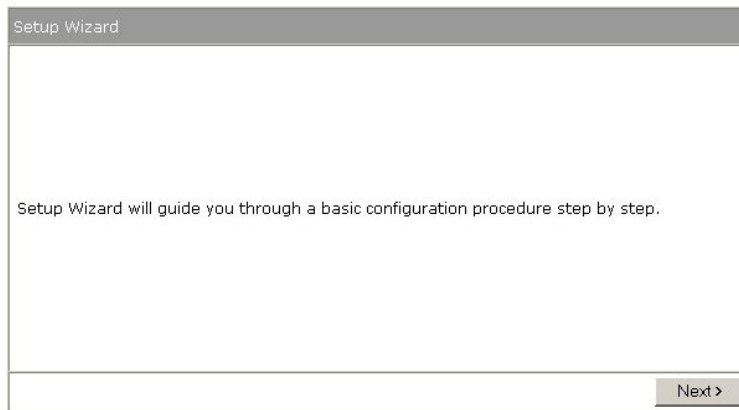 Setup Wizard
Setup Wizard will guide you through a basic configuration procedure step by step.
Next >